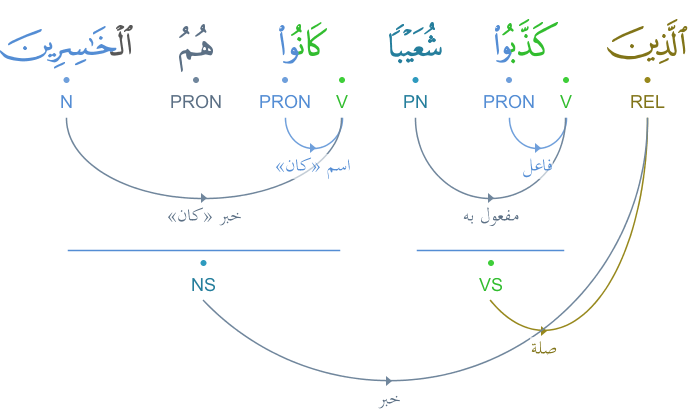 ٱلَّذِينَ كَذَّبُوا۟ شُعَيْبًا كَانُوا۟ هُمُ ٱلْخَـٰسِرِينَ
REL V PRON PN V PRON PRON N
فاعل اسم «كان»
مفعول به خبر «كان»
VS NS
صلة
خبر